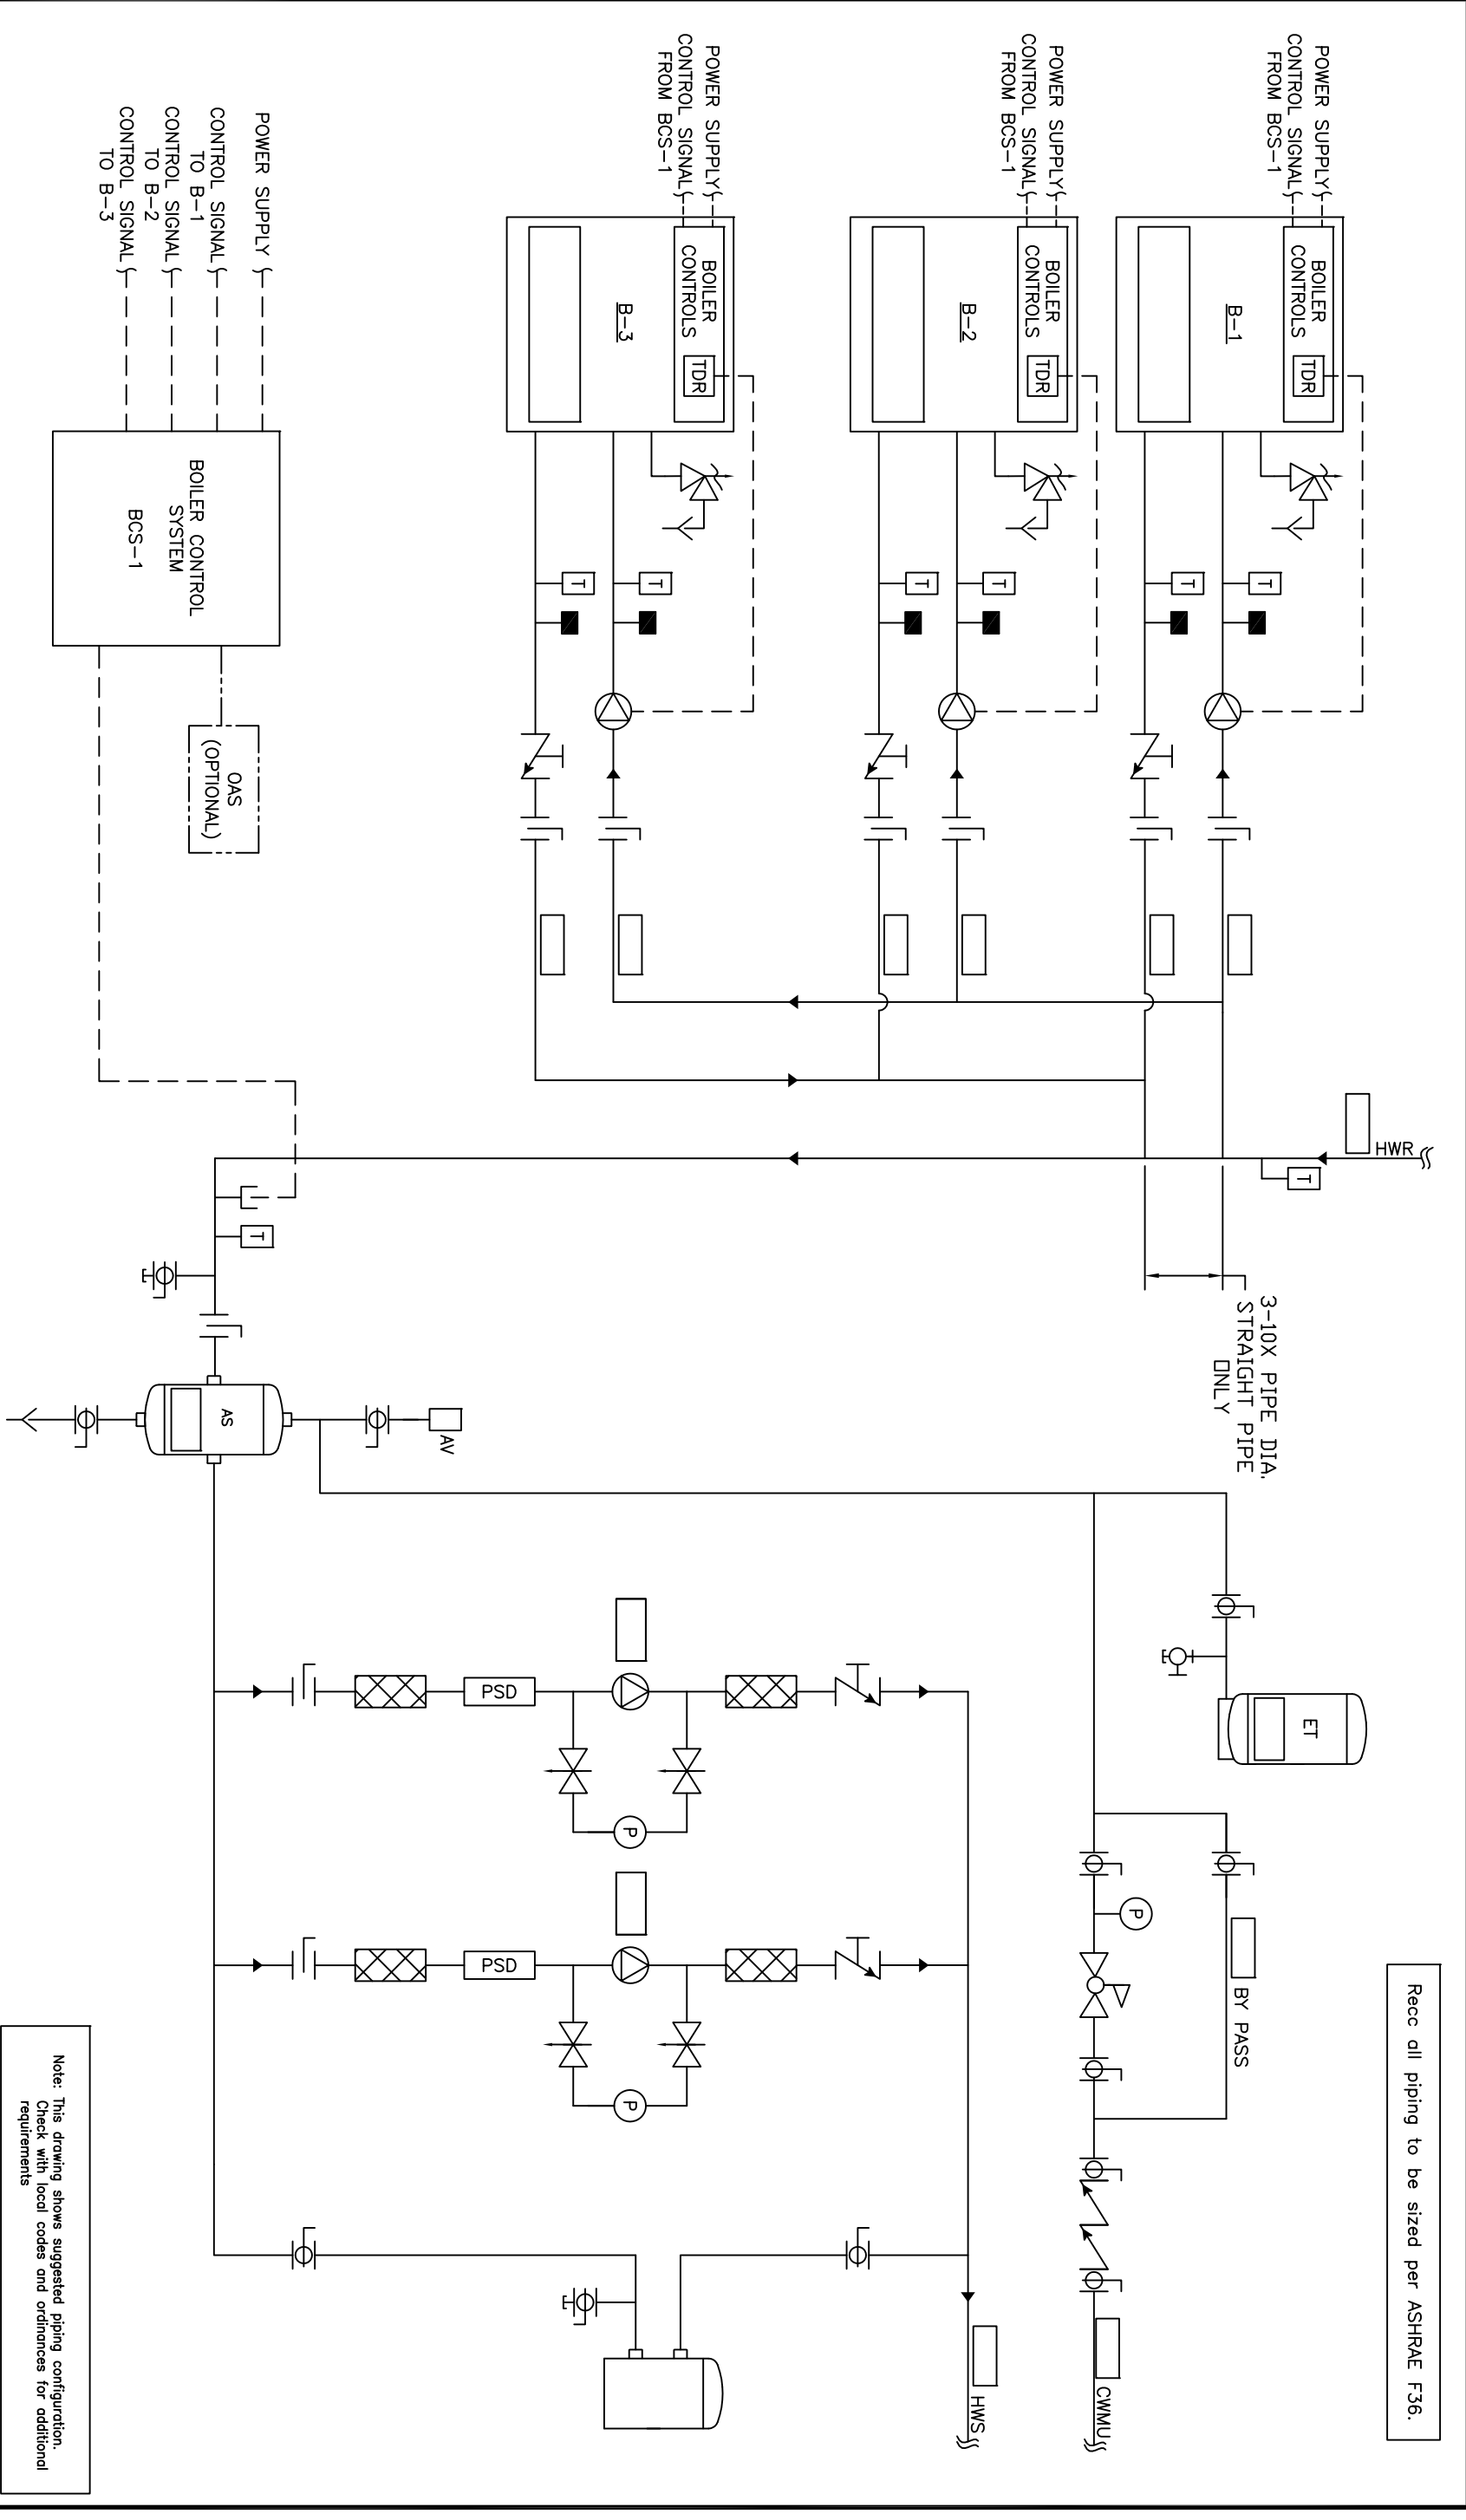 POWER SUPPLY
CONTROL SIGNAL
FROM BCS-1
BOILER
CONTROLS
TDR
B-1
T
T
POWER SUPPLY
CONTROL SIGNAL
FROM BCS-1
BOILER
CONTROLS
TDR
B-2
T
T
POWER SUPPLY
CONTROL SIGNAL
FROM BCS-1
BOILER
CONTROLS
TDR
B-3
T
T
POWER SUPPLY
CONTROL SIGNAL
TO B-1
CONTROL SIGNAL
TO B-2
CONTROL SIGNAL
TO B-3
BOILER CONTROL
SYSTEM
BCS-1
OAS
(OPTIONAL)
HWR
T
T
3-10X PIPE DIA.
STRAIGHT PIPE
ONLY
AS
AV
ET
PSD
P
PSD
P
P
BY PASS
HWS
CWMU
Recc all piping to be sized per ASHRAE F36.
Note: This drawing shows suggested piping configuration.
Check with local codes and ordinances for additional
requirements